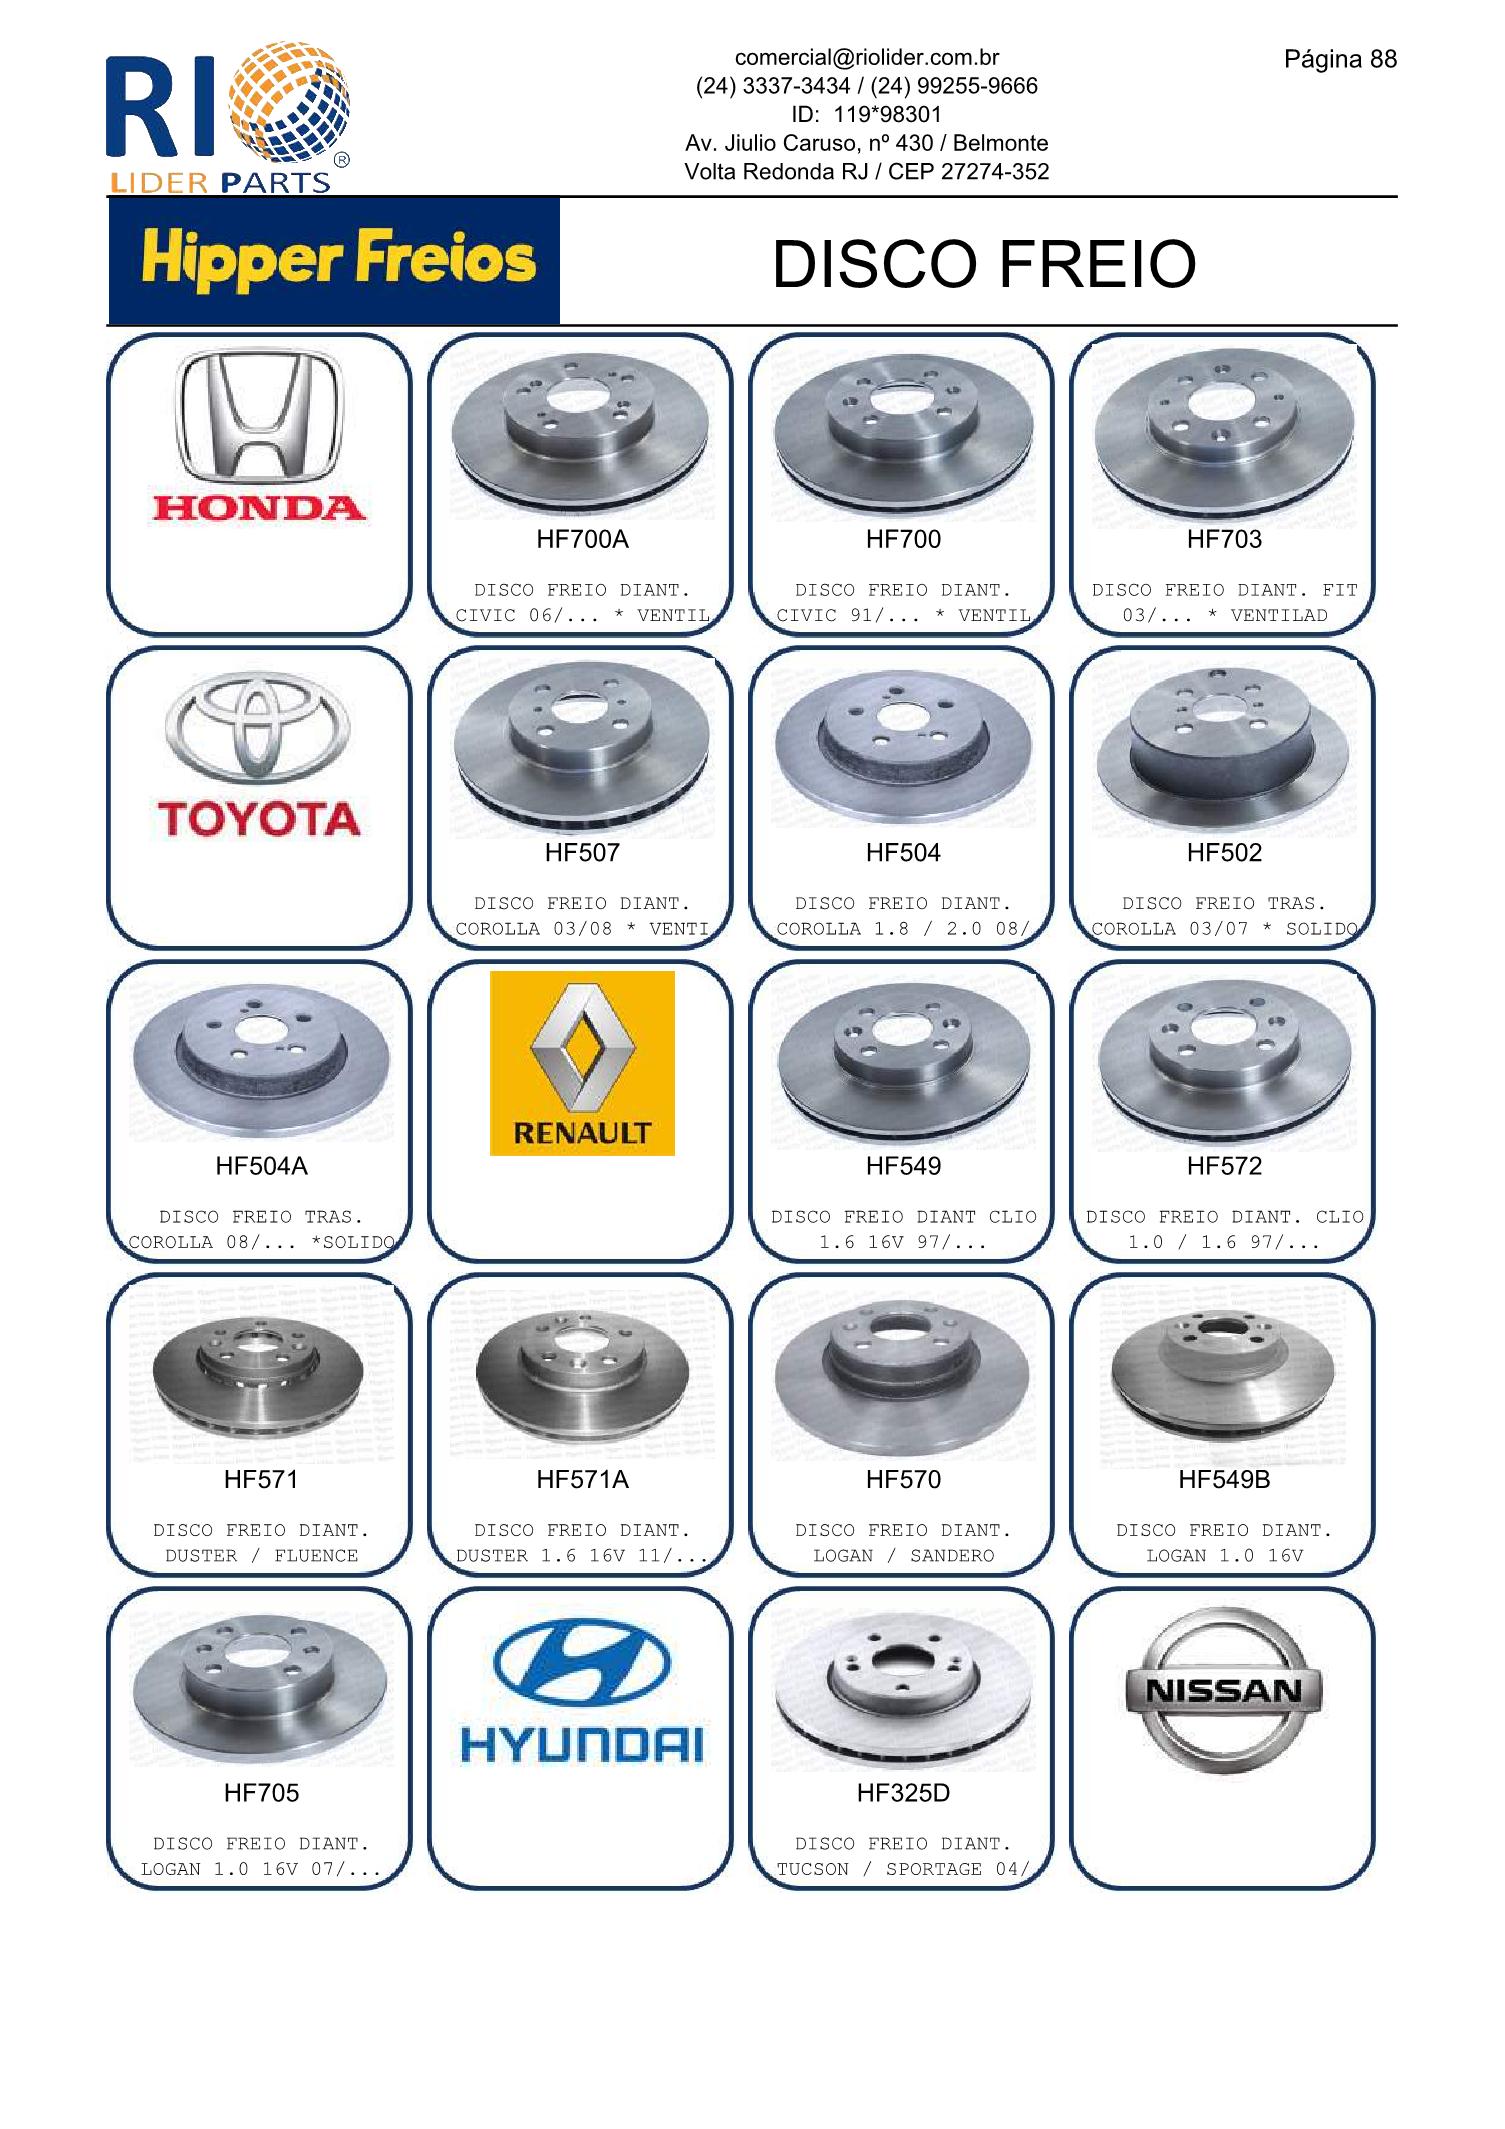 RIO
®
LIDER PARTS
comercial@riolider.com.br
(24) 3337-3434 / (24) 99255-9666
ID: 119*98301
Av. Jiulio Caruso, nº 430 / Belmonte
Volta Redonda RJ / CEP 27274-352
Página 88
Hipper Freios
DISCO FREIO
HONDA
HF700A
DISCO FREIO DIANT.
CIVIC 06/... * VENTIL
HF700
DISCO FREIO DIANT.
CIVIC 91/... * VENTIL
HF703
DISCO FREIO DIANT. FIT
03/... * VENTILAD
TOYOTA
HF507
DISCO FREIO DIANT.
COROLLA 03/08 * VENTI
HF504
DISCO FREIO DIANT.
COROLLA 1.8 / 2.0 08/
HF502
DISCO FREIO TRAS.
COROLLA 03/07 * SOLIDO
HF504A
DISCO FREIO TRAS.
COROLLA 08/... *SOLIDO
RENAULT
HF549
DISCO FREIO DIANT CLIO
1.6 16V 97/...
HF572
DISCO FREIO DIANT. CLIO
1.0 / 1.6 97/...
HF571
DISCO FREIO DIANT.
DUSTER / FLUENCE
HF571A
DISCO FREIO DIANT.
DUSTER 1.6 16V 11/...
HF570
DISCO FREIO DIANT.
LOGAN / SANDERO
HF549B
DISCO FREIO DIANT.
LOGAN 1.0 16V
HF705
DISCO FREIO DIANT.
LOGAN 1.0 16V 07/...
HYUNDAI
HF325D
DISCO FREIO DIANT.
TUCSON / SPORTAGE 04/
NISSAN